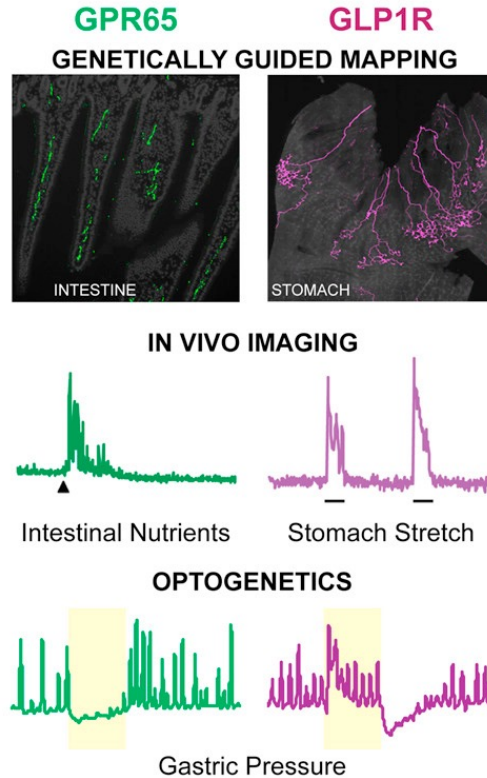 GPR65 GLP1R
GENETICALLY GUIDED MAPPING
INTESTINE STOMACH
IN VIVO IMAGING
Intestinal Nutrients Stomach Stretch
OPTOGENETICS
Gastric Pressure